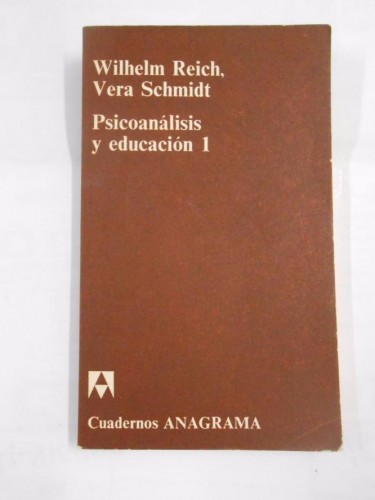 Wilhelm Reich,
Vera Schmidt
Psicoanálisis
y educación 1
Cuadernos ANAGRAMA